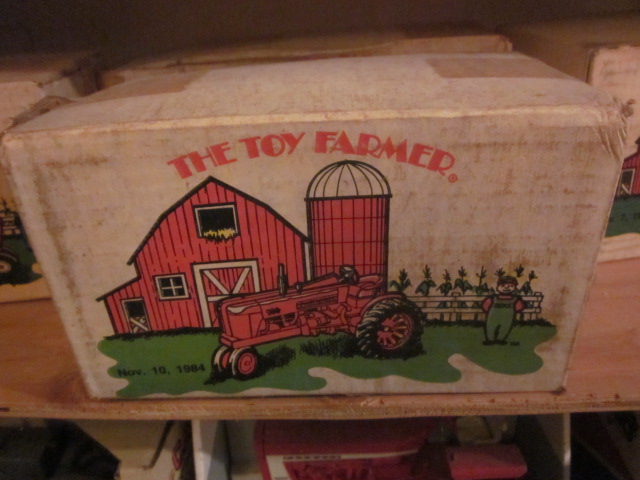 THE TOY FARMER®
Nov. 10, 1984